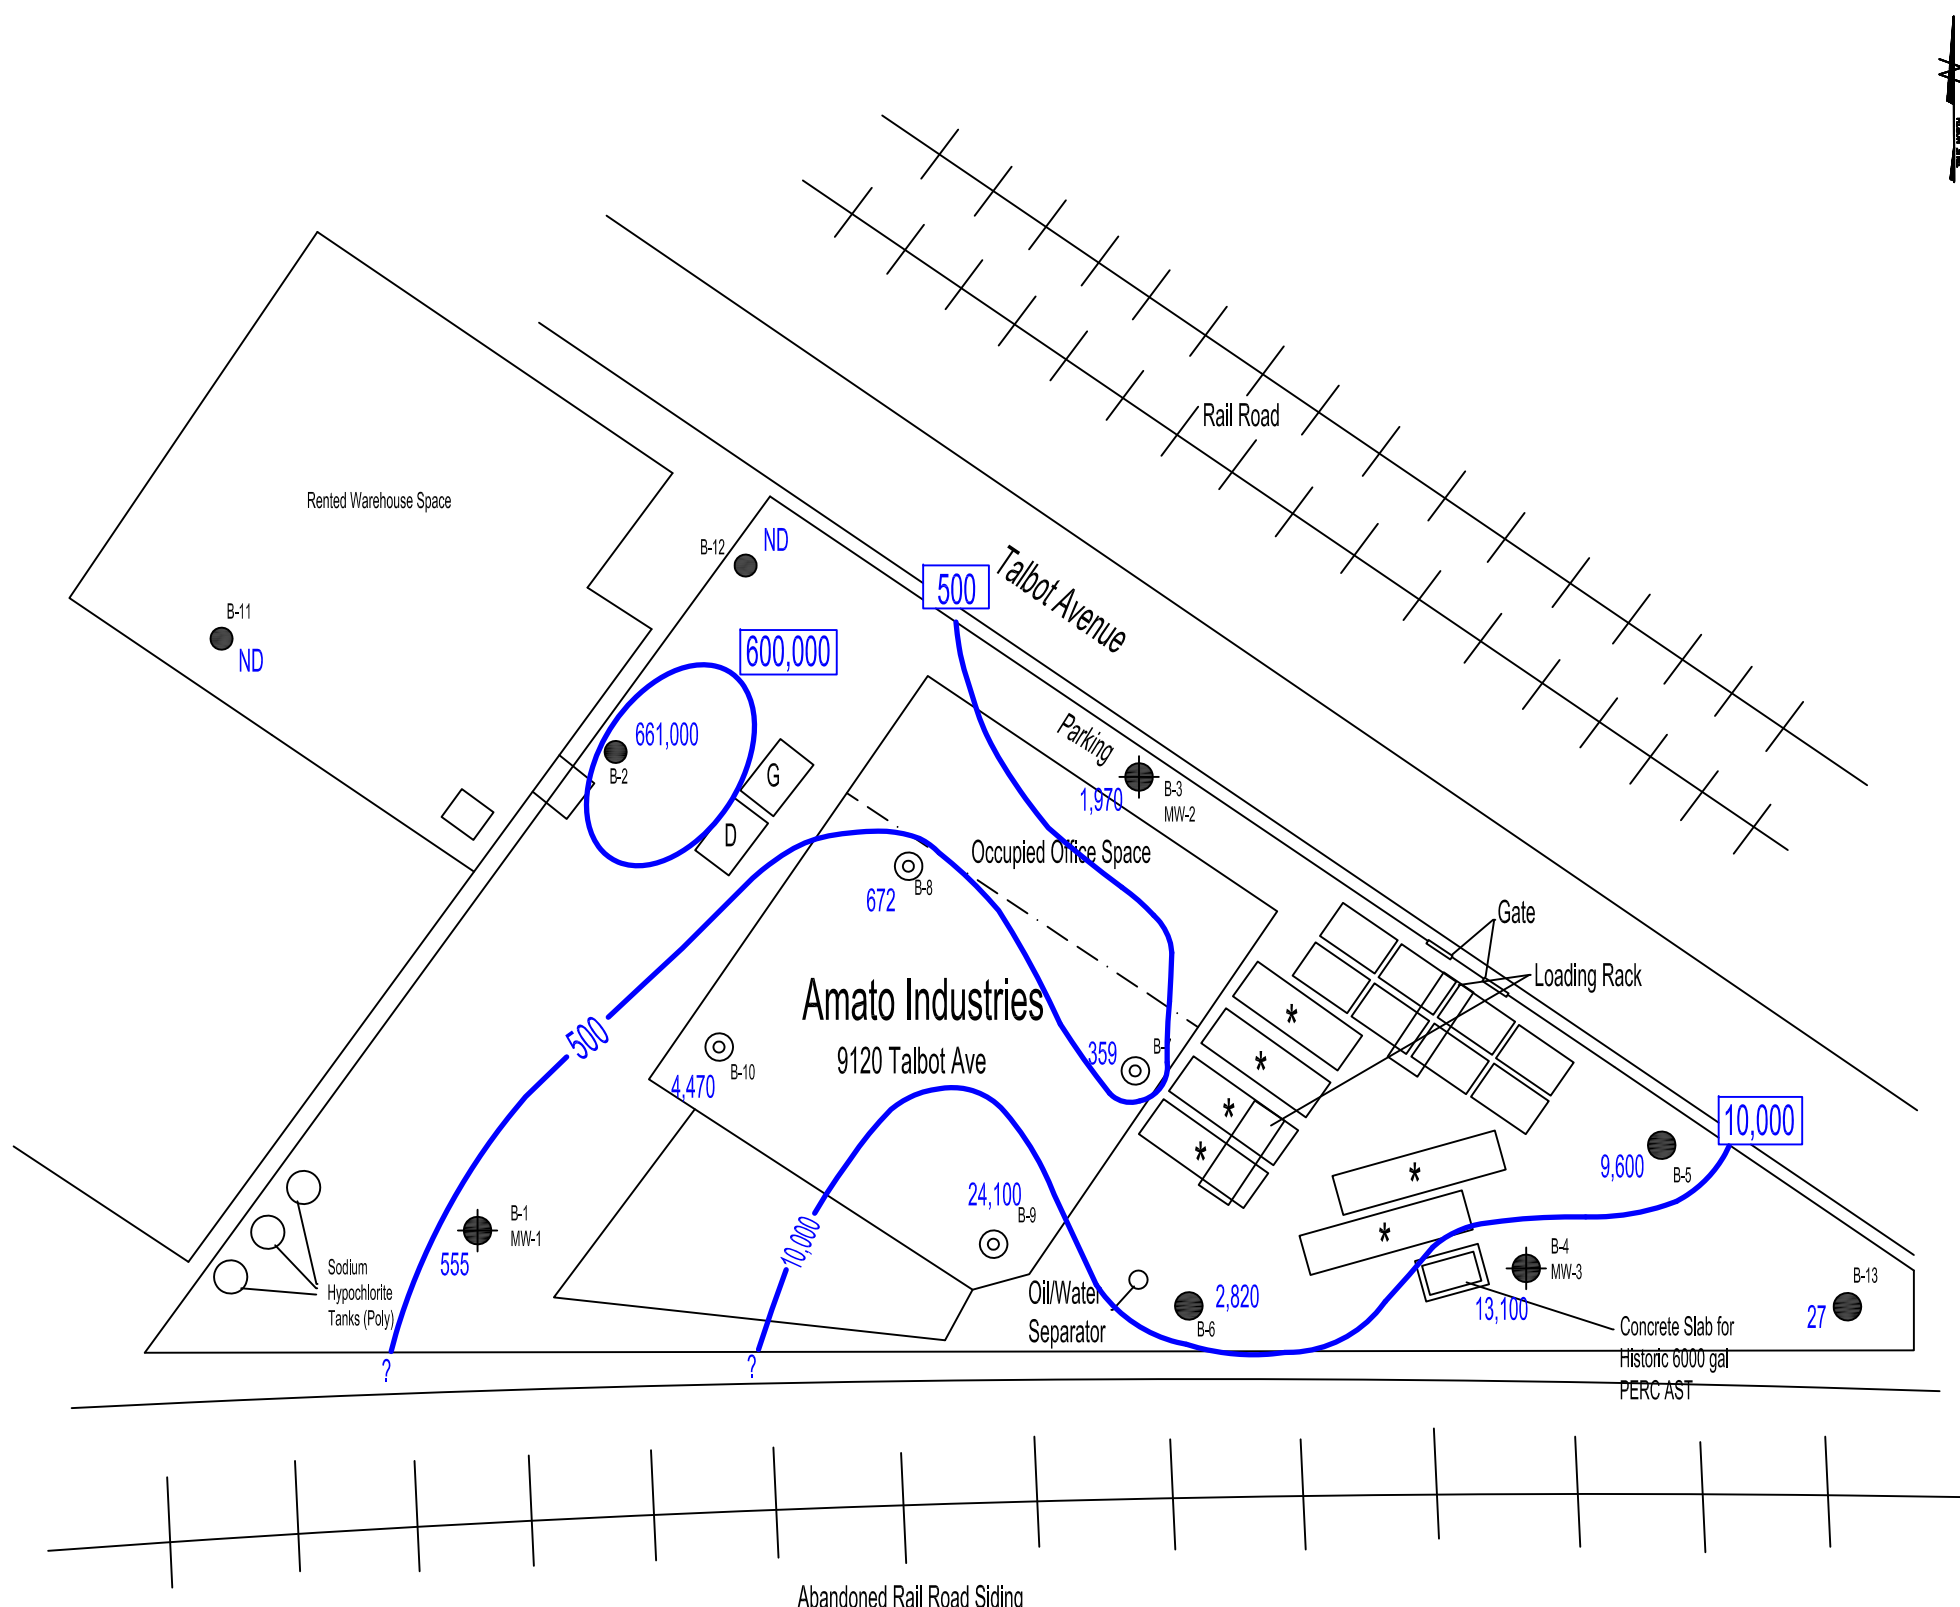 Rail Road
Talbot Avenue
Rented Warehouse Space
B-12
ND
500
B-11
ND
600,000
661,000
B-2
G
D
Parking
B-3
MW-2
1,970
Occupied Office Space
B-8
672
Gate
Loading Rack
Amato Industries
9120 Talbot Ave
500
359
B-10
4,470
*
*
*
*
*
*
10,000
9,600
B-5
24,100
B-9
10,000
B-1
MW-1
555
Sodium
Hypochlorite
Tanks (Poly)
Oil/Water
Separator
2,820
B-6
B-4
MW-3
13,100
B-13
27
Concrete Slab for
Historic 6000 gal
PERC AST
?
?
Abandoned Rail Road Siding